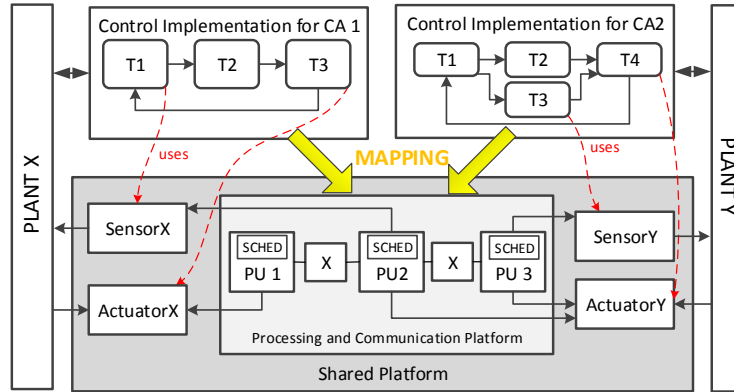 Control Implementation for CA 1
T1
T2
T3
Control Implementation for CA2
T1
T2
T4
T3
uses
MAPPING
uses
PLANT X
PLANT Y
SensorX
ActuatorX
SCHED
PU 1
X
SCHED
PU2
X
SCHED
PU 3
SensorY
ActuatorY
Processing and Communication Platform
Shared Platform